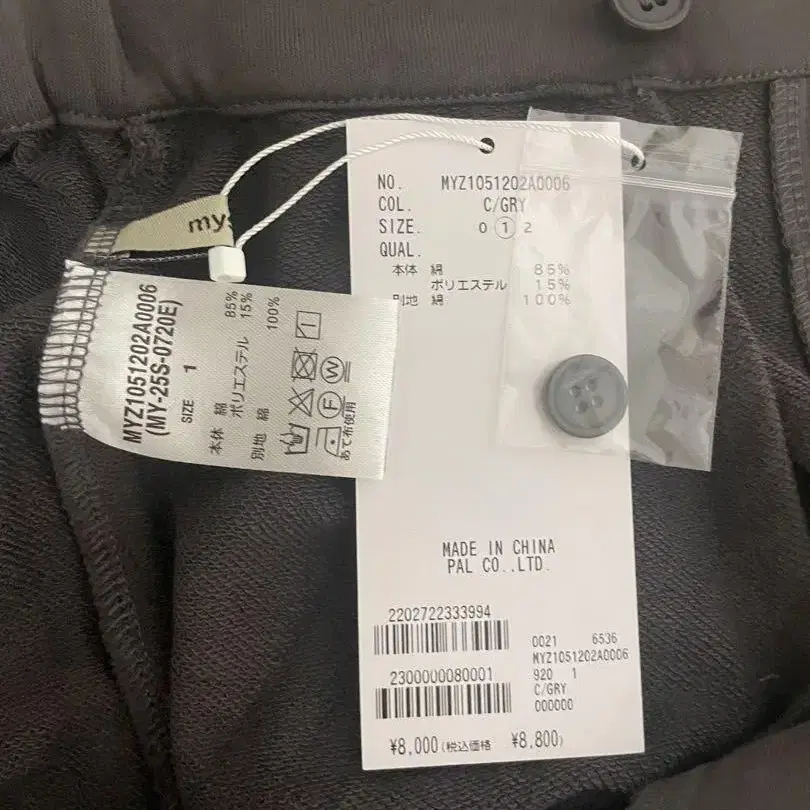 mys
MYZ1051202A0006
(MY-25S-0720E)
SIZE 1
本体 綿 85%
ポリエステル 15%
別地 綿 100%
W
F
あて布使用
NO. MYZ1051202A0006
COL. C/GRY
SIZE. 0 1 2
QUAL.
本体 綿 85%
ポリエステル 15%
別地 綿 100%
MADE IN CHINA
PAL CO.,LTD.
2202722333994
2300000080001
0021 6536
MYZ1051202A0006
920 1
C/GRY
000000
¥8,000(税込価格 ¥8,800)